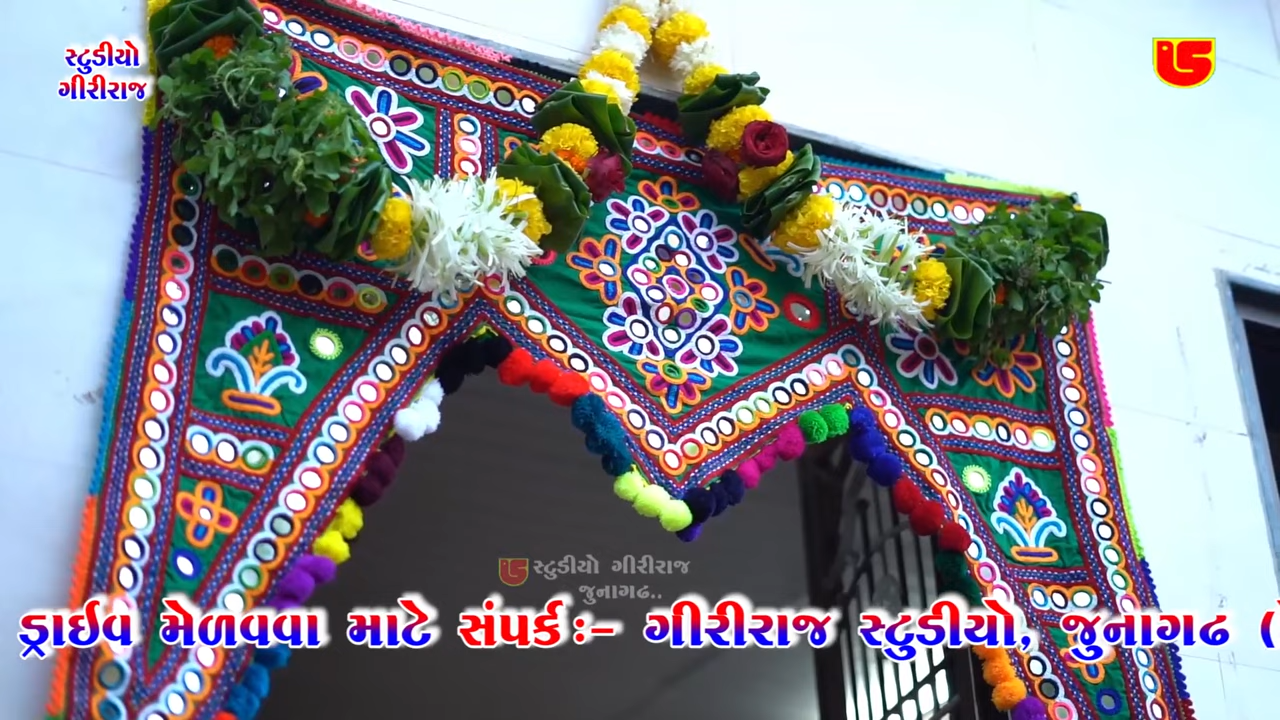 સ્ટુડીયો
ગીરીરાજ
સ્ટુડીયો ગીરીરાજ
જુનાગઢ..
ડ્રાઈવ મેળવવા માટે સંપર્ક:– ગીરીરાજ સ્ટુડીયો, જુનાગઢ (